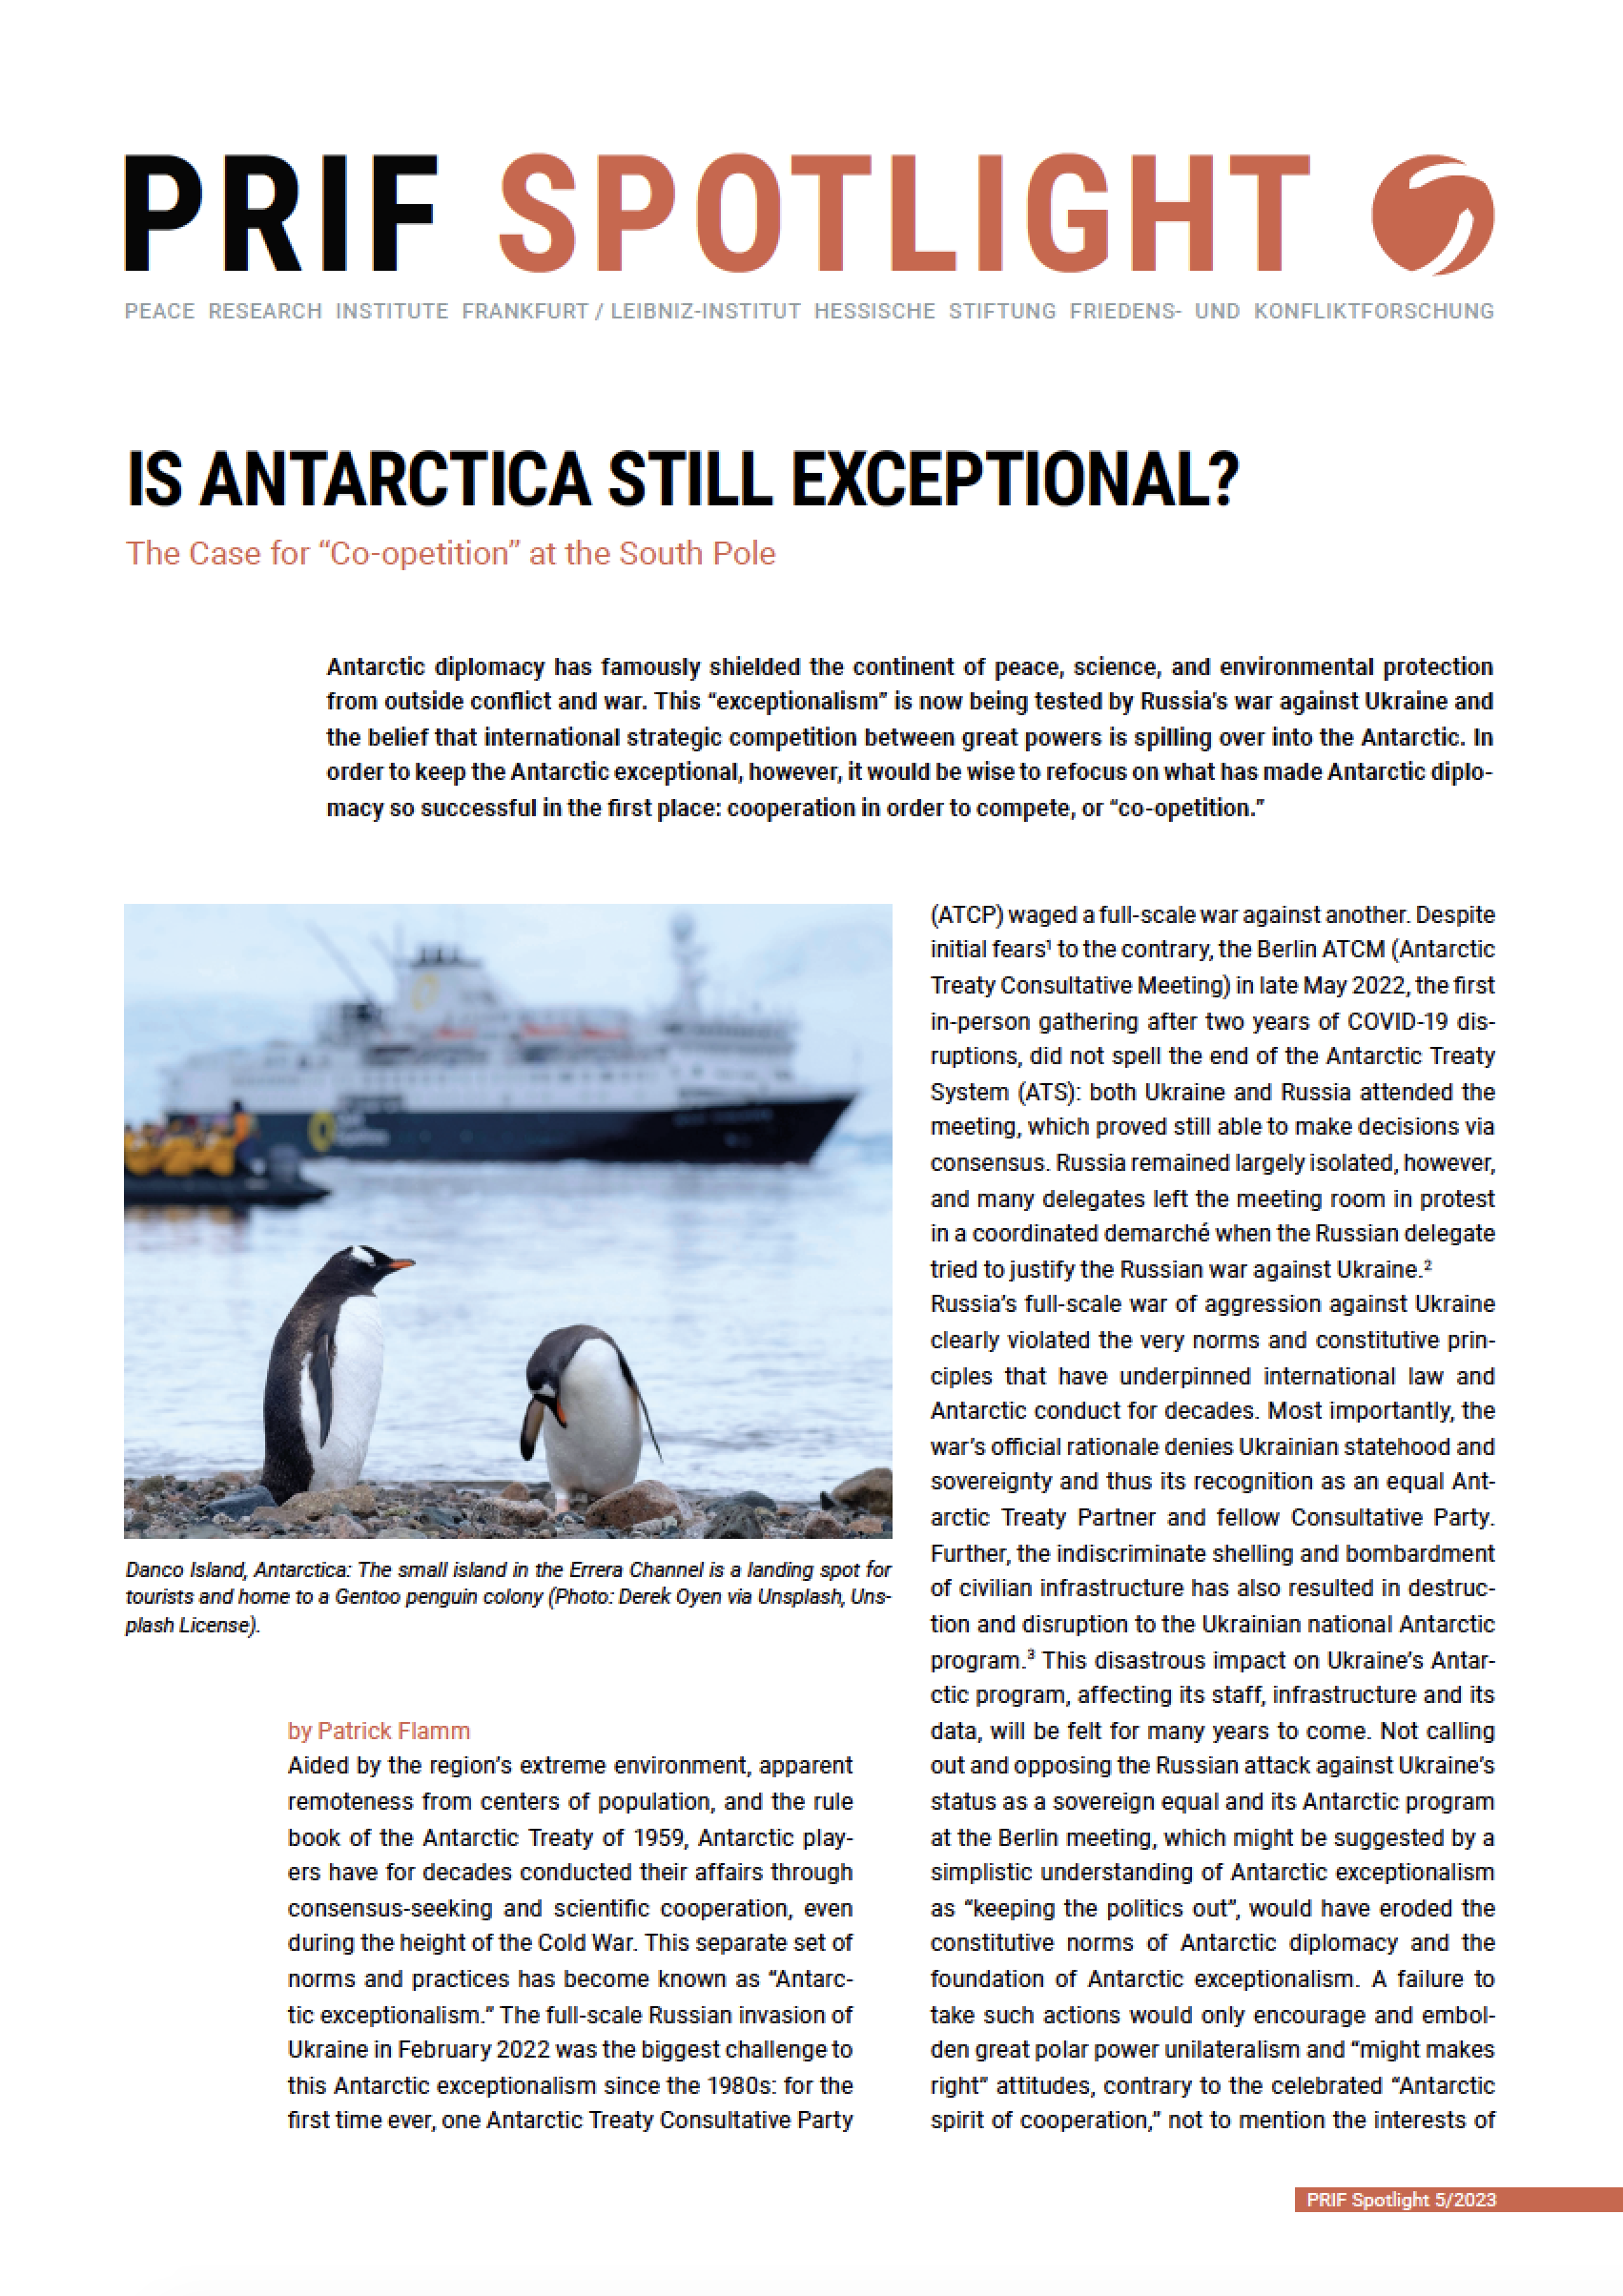 PRIF SPOTLIGHT
PEACE RESEARCH INSTITUTE FRANKFURT / LEIBNIZ-INSTITUT HESSISCHE STIFTUNG FRIEDENS- UND KONFLIKTFORSCHUNG
IS ANTARCTICA STILL EXCEPTIONAL?
The Case for “Co-opetition” at the South Pole
Antarctic diplomacy has famously shielded the continent of peace, science, and environmental protection
from outside conflict and war. This “exceptionalism” is now being tested by Russia’s war against Ukraine and
the belief that international strategic competition between great powers is spilling over into the Antarctic. In
order to keep the Antarctic exceptional, however, it would be wise to refocus on what has made Antarctic diplo-
macy so successful in the first place: cooperation in order to compete, or “co-opetition.”
Danco Island, Antarctica: The small island in the Errera Channel is a landing spot for
tourists and home to a Gentoo penguin colony (Photo: Derek Oyen via Unsplash, Uns-
plash License).
by Patrick Flamm
Aided by the region’s extreme environment, apparent
remoteness from centers of population, and the rule
book of the Antarctic Treaty of 1959, Antarctic play-
ers have for decades conducted their affairs through
consensus-seeking and scientific cooperation, even
during the height of the Cold War. This separate set of
norms and practices has become known as “Antarc-
tic exceptionalism.” The full-scale Russian invasion of
Ukraine in February 2022 was the biggest challenge to
this Antarctic exceptionalism since the 1980s: for the
first time ever, one Antarctic Treaty Consultative Party
(ATCP) waged a full-scale war against another. Despite
initial fears¹ to the contrary, the Berlin ATCM (Antarctic
Treaty Consultative Meeting) in late May 2022, the first
in-person gathering after two years of COVID-19 dis-
ruptions, did not spell the end of the Antarctic Treaty
System (ATS): both Ukraine and Russia attended the
meeting, which proved still able to make decisions via
consensus. Russia remained largely isolated, however,
and many delegates left the meeting room in protest
in a coordinated demarché when the Russian delegate
tried to justify the Russian war against Ukraine.²
Russia’s full-scale war of aggression against Ukraine
clearly violated the very norms and constitutive prin-
ciples that have underpinned international law and
Antarctic conduct for decades. Most importantly, the
war’s official rationale denies Ukrainian statehood and
sovereignty and thus its recognition as an equal Ant-
arctic Treaty Partner and fellow Consultative Party.
Further, the indiscriminate shelling and bombardment
of civilian infrastructure has also resulted in destruc-
tion and disruption to the Ukrainian national Antarctic
program.³ This disastrous impact on Ukraine’s Antar-
ctic program, affecting its staff, infrastructure and its
data, will be felt for many years to come. Not calling
out and opposing the Russian attack against Ukraine’s
status as a sovereign equal and its Antarctic program
at the Berlin meeting, which might be suggested by a
simplistic understanding of Antarctic exceptionalism
as “keeping the politics out”, would have eroded the
constitutive norms of Antarctic diplomacy and the
foundation of Antarctic exceptionalism. A failure to
take such actions would only encourage and embol-
den great polar power unilateralism and “might makes
right” attitudes, contrary to the celebrated “Antarctic
spirit of cooperation,” not to mention the interests of
PRIF Spotlight 5/2023